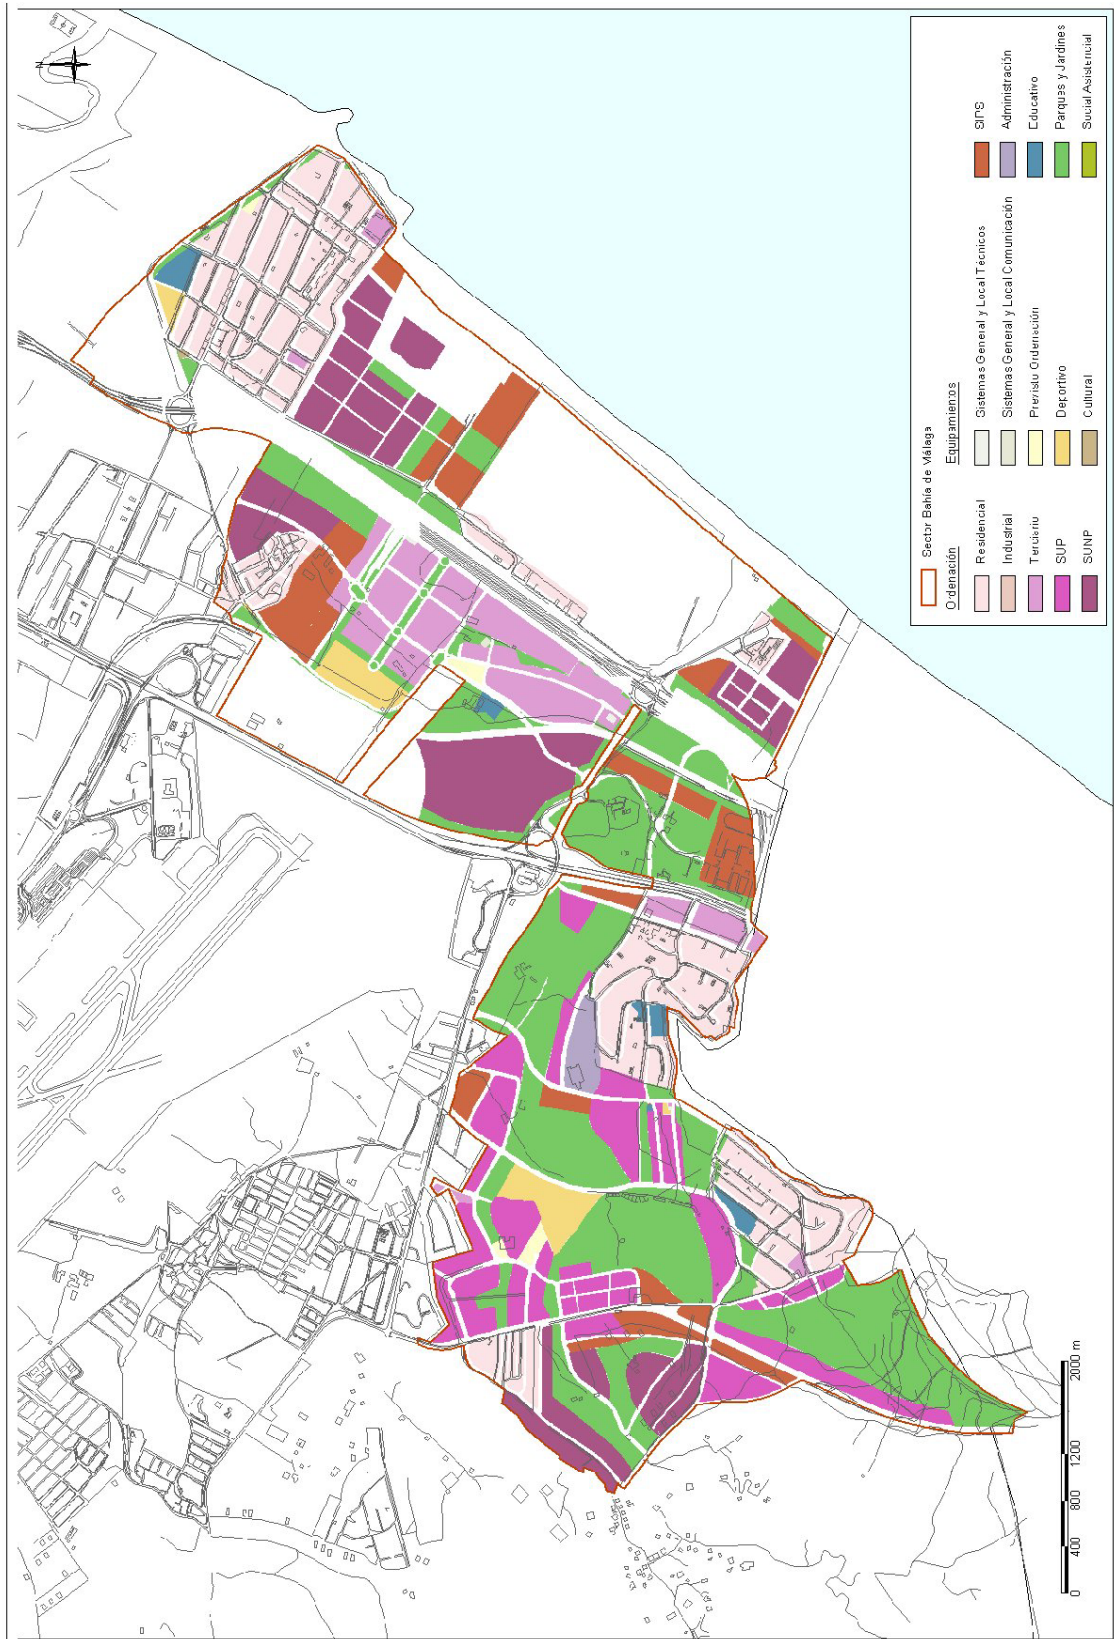 Sector Bahía de Málaga
Ordenación
Residencial
Industrial
Terciario
SUP
SUNP
Equipamientos
Sistemas General y Local Técnicos
Sistemas General y Local Comunicación
Previsto Ordenación
Deportivo
Cultural
SIPS
Administración
Educativo
Parques y Jardines
Social Asistencial
0 400 800 1200 2000 m